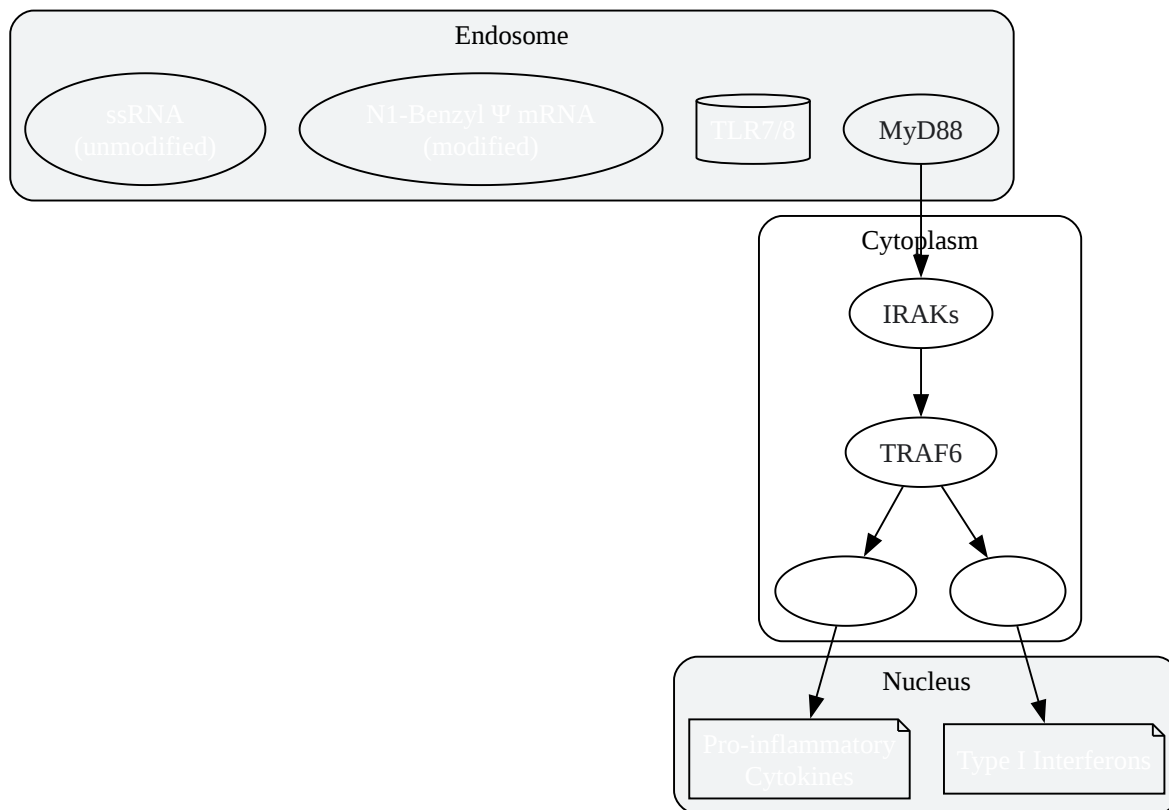 Endosome
ssRNA
(unmodified)
N1-Benzyl Ψ mRNA
(modified)
TLR7/8
MyD88
Cytoplasm
IRAKs
TRAF6
Nucleus
Pro-inflammatory
Cytokines
Type I Interferons